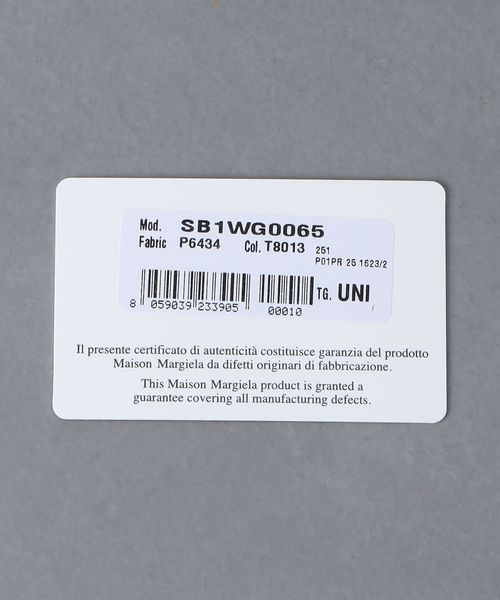 Mod. SB1WG0065
Fabric P6434 Col. T8013 251
P01PR 25 1623/2
TG. UNI
8 059039 233905 00010
Il presente certificato di autenticità costituisce garanzia del prodotto
Maison Margiela da difetti originari di fabbricazione.
This Maison Margiela product is granted a
guarantee covering all manufacturing defects.